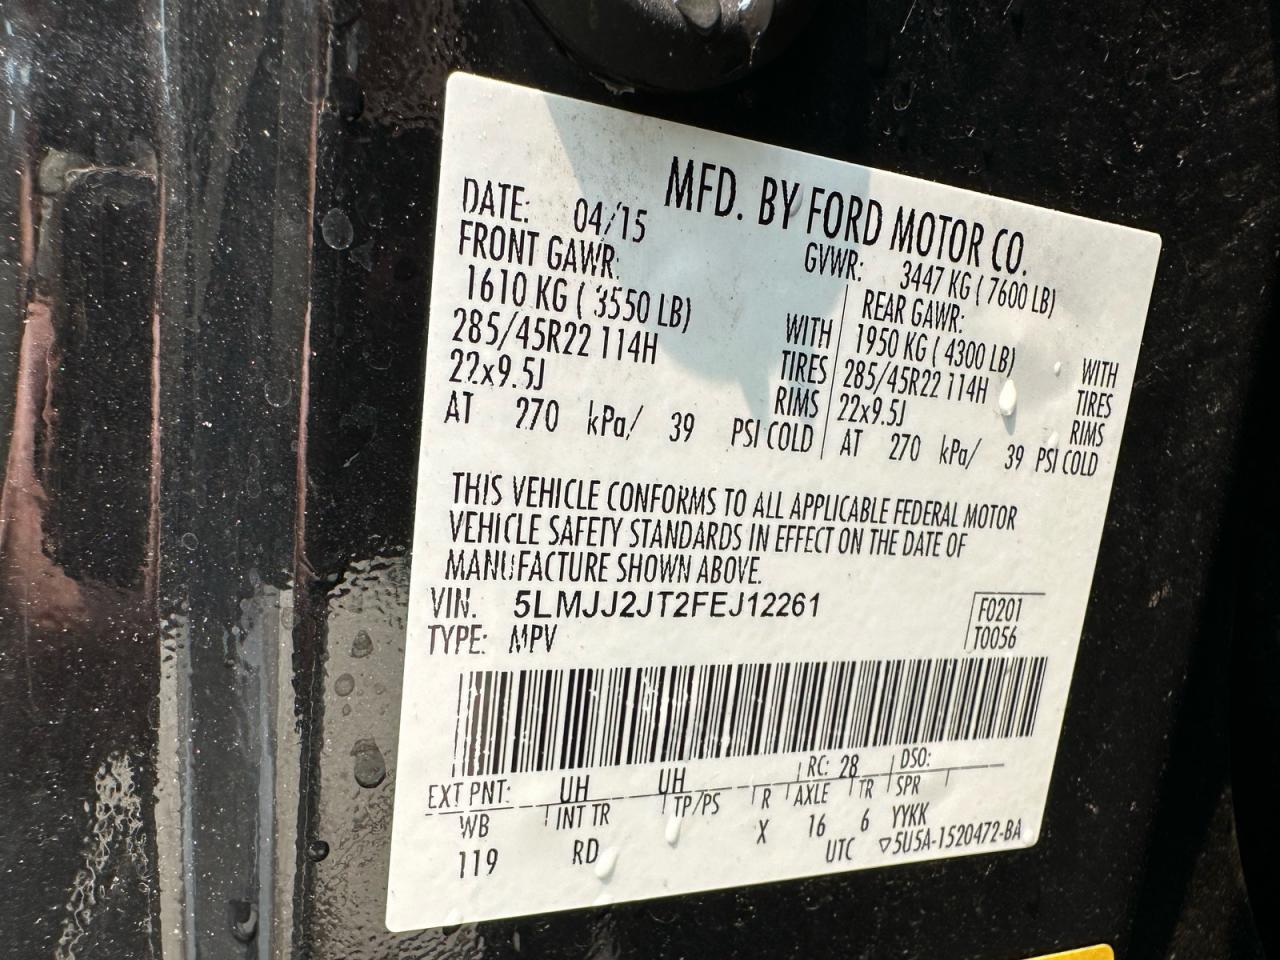 MFD. BY FORD MOTOR CO.
DATE: 04/15 GVWR: 3447 KG ( 7600 LB)
FRONT GAWR: REAR GAWR:
1610 KG ( 3550 LB) WITH 1950 KG ( 4300 LB) WITH
285/45R22 114H TIRES 285/45R22 114H TIRES
22x9.5J RIMS 22x9.5J RIMS
AT 270 kPa/ 39 PSI COLD AT 270 kPa/ 39 PSI COLD
THIS VEHICLE CONFORMS TO ALL APPLICABLE FEDERAL MOTOR
VEHICLE SAFETY STANDARDS IN EFFECT ON THE DATE OF
MANUFACTURE SHOWN ABOVE.
VIN. 5LMJJ2JT2FEJ12261 F0201
TYPE: MPV T0056
EXT PNT: UH UH RC: 28 DSO:
WB INT TR TP/PS R AXLE TR SPR
119 RD X 16 6 YYKK
UTC ▽5U5A-1520472-BA